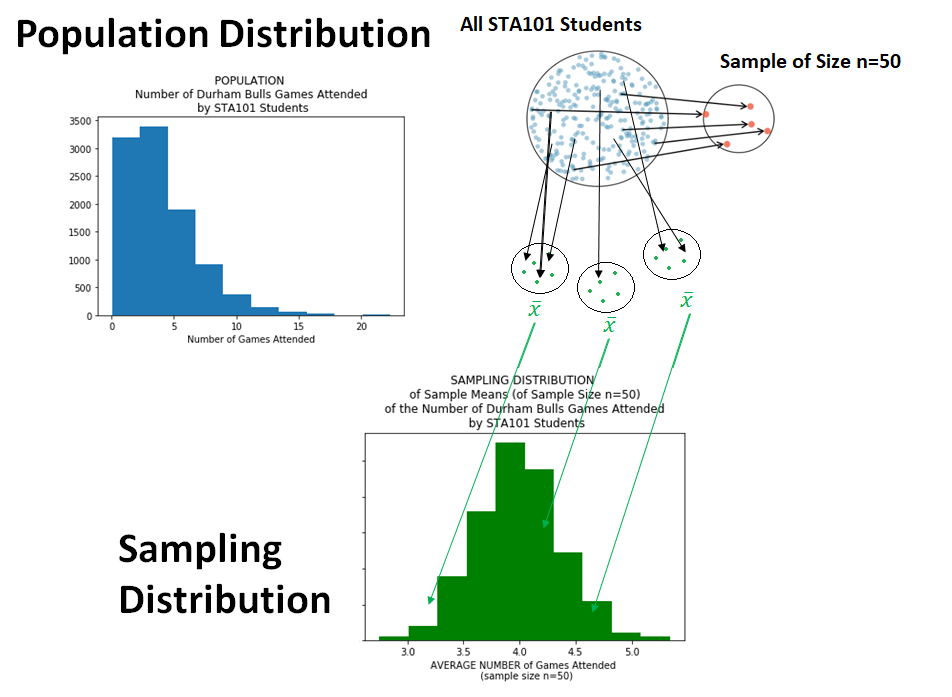 Population Distribution
All STA101 Students
Sample of Size n=50
POPULATION
Number of Durham Bulls Games Attended
by STA101 Students
3500
3000
2500
2000
1500
1000
500
0
0 5 10 15 20
Number of Games Attended
x̄
x̄
x̄
SAMPLING DISTRIBUTION
of Sample Means (of Sample Size n=50)
of the Number of Durham Bulls Games Attended
by STA101 Students
Sampling
Distribution
3.0 3.5 4.0 4.5 5.0
AVERAGE NUMBER of Games Attended
(sample size n=50)